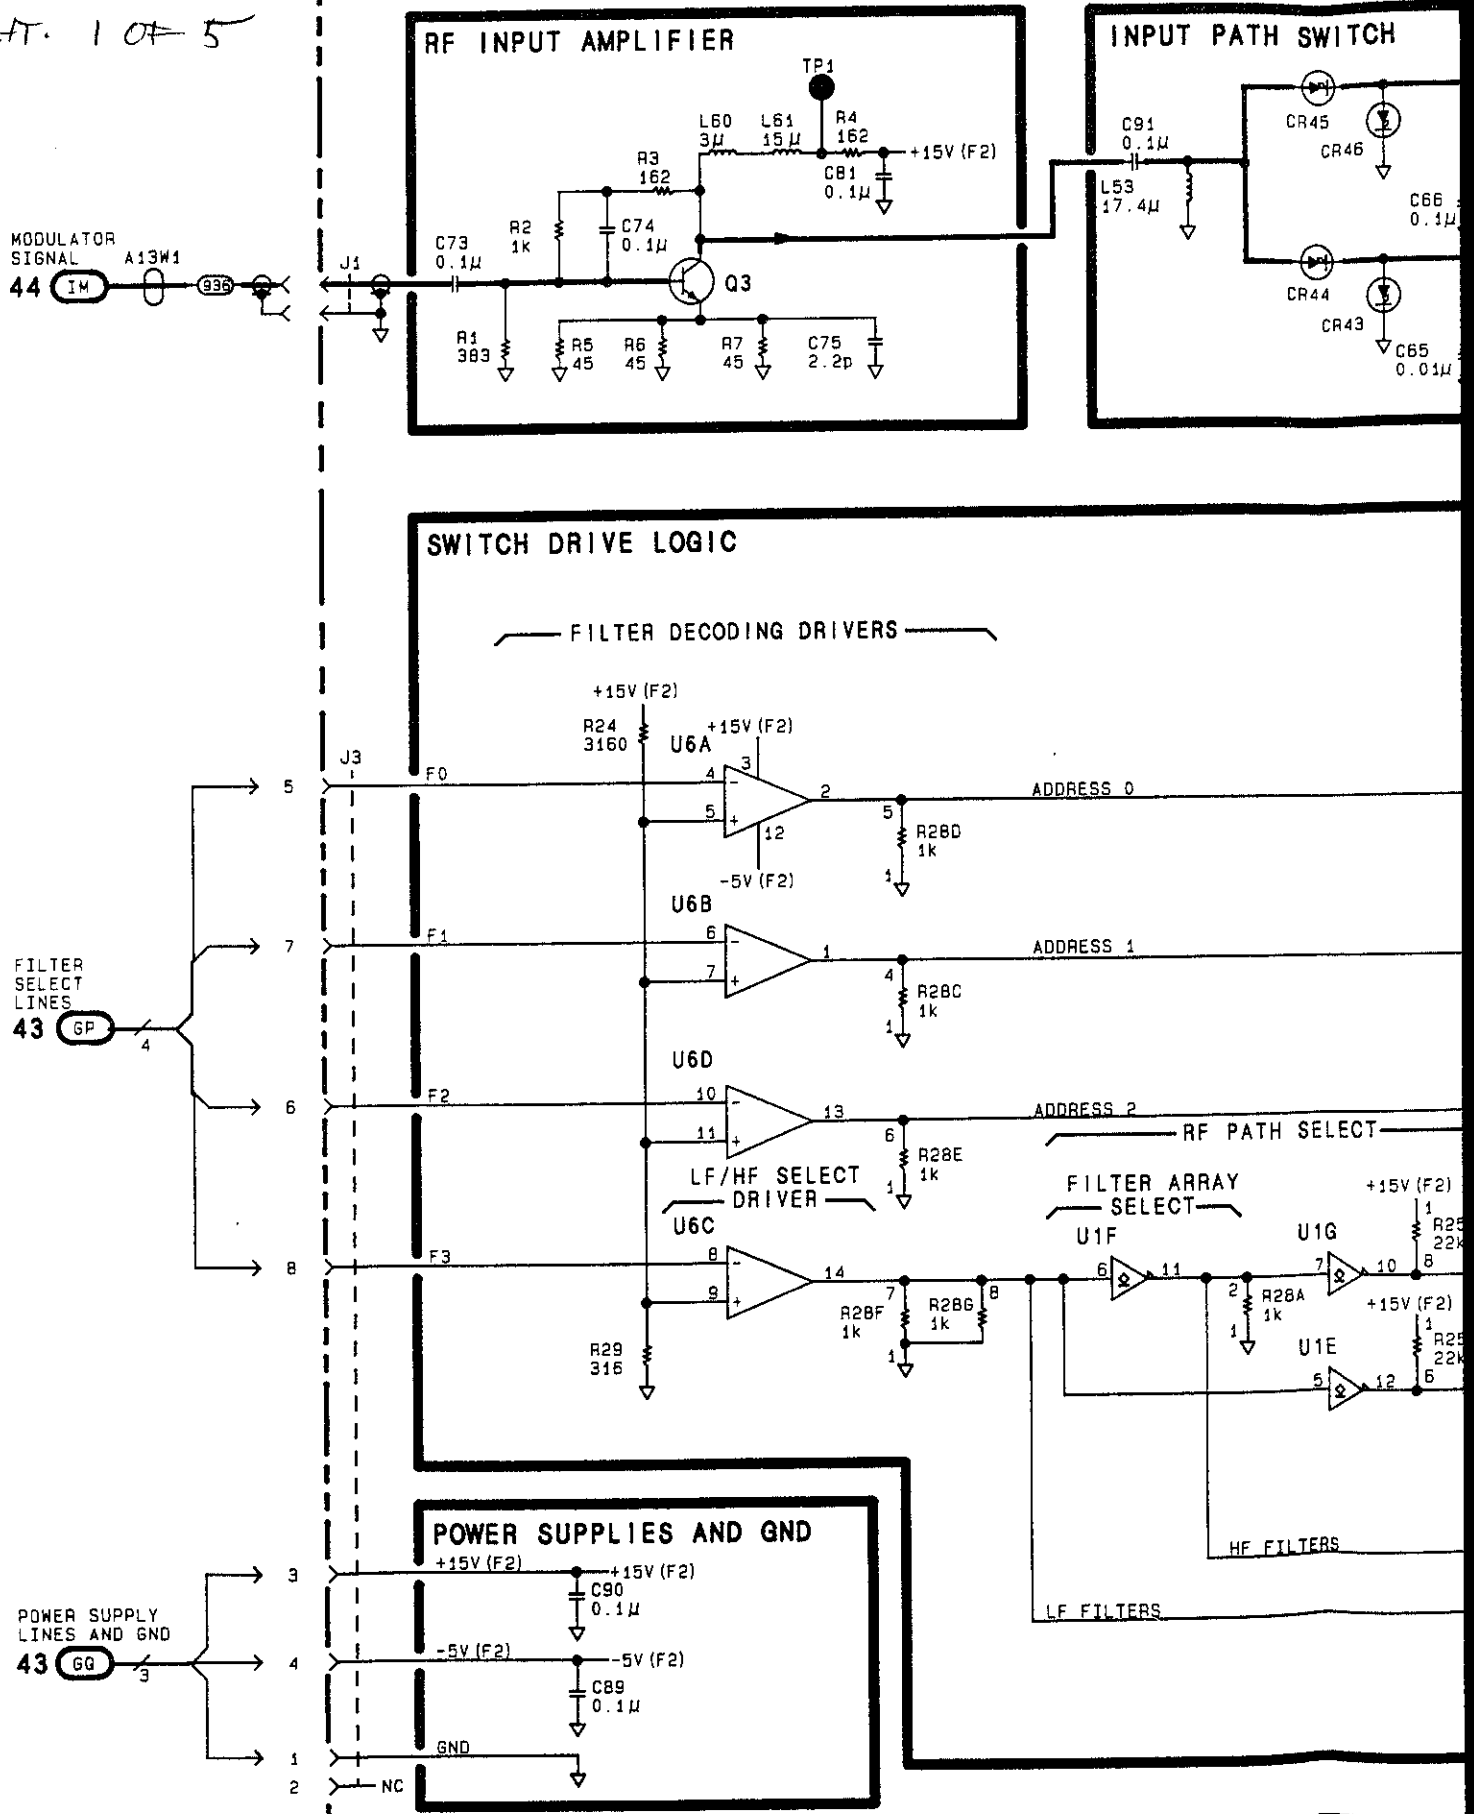 HT. 1 OF 5
RF INPUT AMPLIFIER
TP1
L60
3µ
L61
15µ
R4
162
+15V(F2)
C81
0.1µ
R3
162
R2
1k
C74
0.1µ
C73
0.1µ
Q3
R1
383
R5
45
R6
45
R7
45
C75
2.2p
MODULATOR
SIGNAL
44 IM
A13W1
936
J1
INPUT PATH SWITCH
C91
0.1µ
L53
17.4µ
CR45
CR46
C66
0.1µ
CR44
CR43
C65
0.01µ
SWITCH DRIVE LOGIC
FILTER DECODING DRIVERS
+15V(F2)
R24
3160
U6A
+15V(F2)
3
4
-
5
+
2
12
-5V(F2)
5
R28D
1k
1
ADDRESS 0
J3
5
F0
U6B
6
-
7
+
1
4
R28C
1k
1
ADDRESS 1
7
F1
FILTER
SELECT
LINES
43 GP
4
U6D
10
-
11
+
13
6
R28E
1k
1
ADDRESS 2
6
F2
LF/HF SELECT
DRIVER
U6C
8
-
9
+
14
7
R28F
1k
R28G
1k
8
1
8
F3
R29
316
RF PATH SELECT
FILTER ARRAY
SELECT
U1F
6
11
2
R28A
1k
1
U1G
7
10
+15V(F2)
1
R25
22k
8
U1E
5
12
+15V(F2)
1
R25
22k
6
HF FILTERS
LF FILTERS
POWER SUPPLIES AND GND
3
+15V(F2)
+15V(F2)
C90
0.1µ
POWER SUPPLY
LINES AND GND
43 GQ
3
4
-5V(F2)
-5V(F2)
C89
0.1µ
1
GND
2
NC